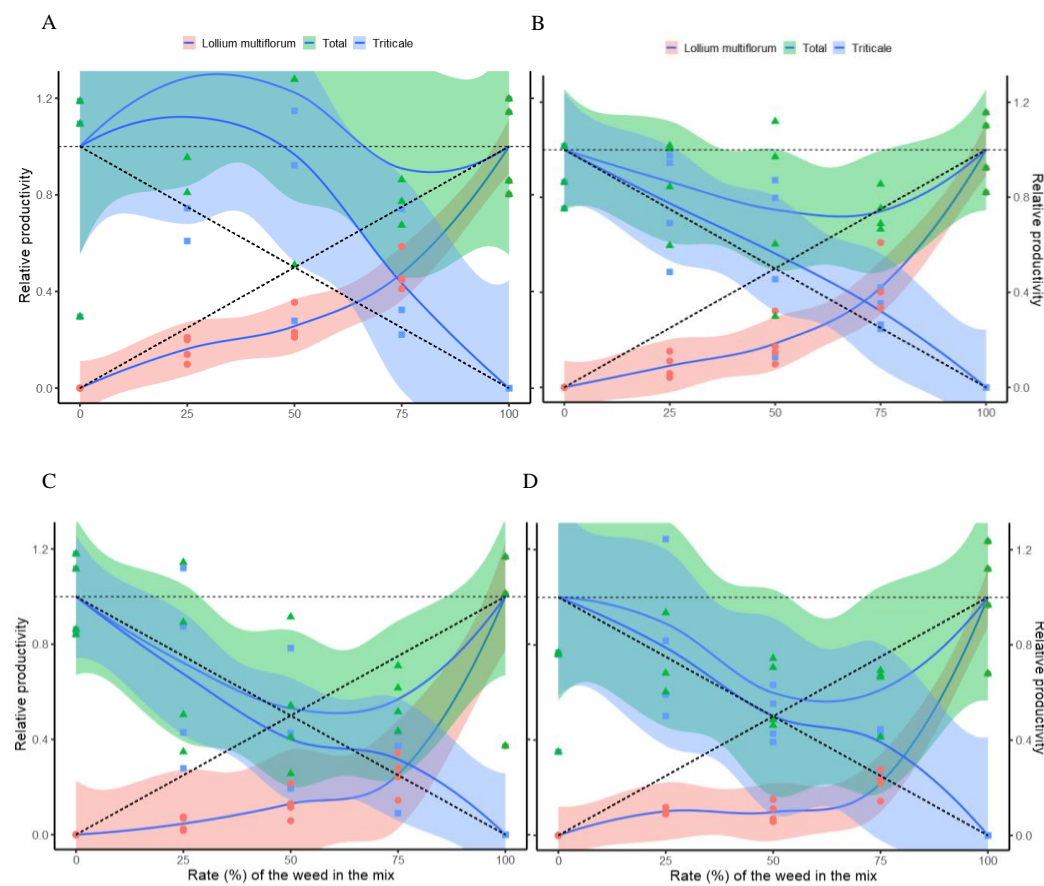 A
B
Lollium multiflorum Total Triticale
Lollium multiflorum Total Triticale
Relative productivity
1.2
0.8
0.4
0.0
0 25 50 75 100
1.2
0.8
0.4
0.0
Relative productivity
0 25 50 75 100
C
D
Relative productivity
1.2
0.8
0.4
0.0
0 25 50 75 100
Rate (%) of the weed in the mix
1.2
0.8
0.4
0.0
Relative productivity
0 25 50 75 100
Rate (%) of the weed in the mix